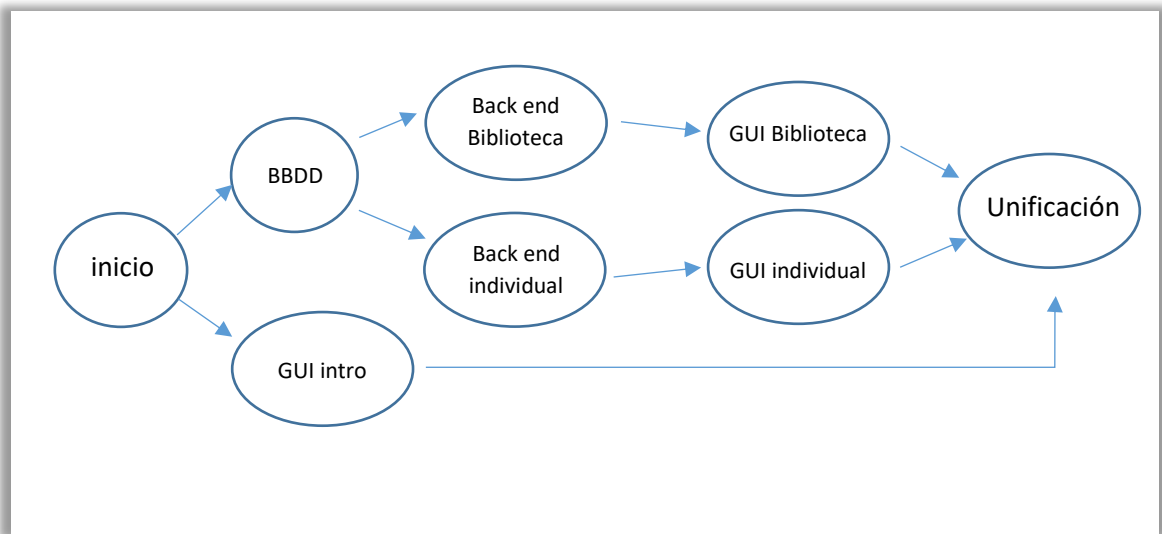 inicio
BBDD
GUI intro
Back end
Biblioteca
Back end
individual
GUI Biblioteca
GUI individual
Unificación